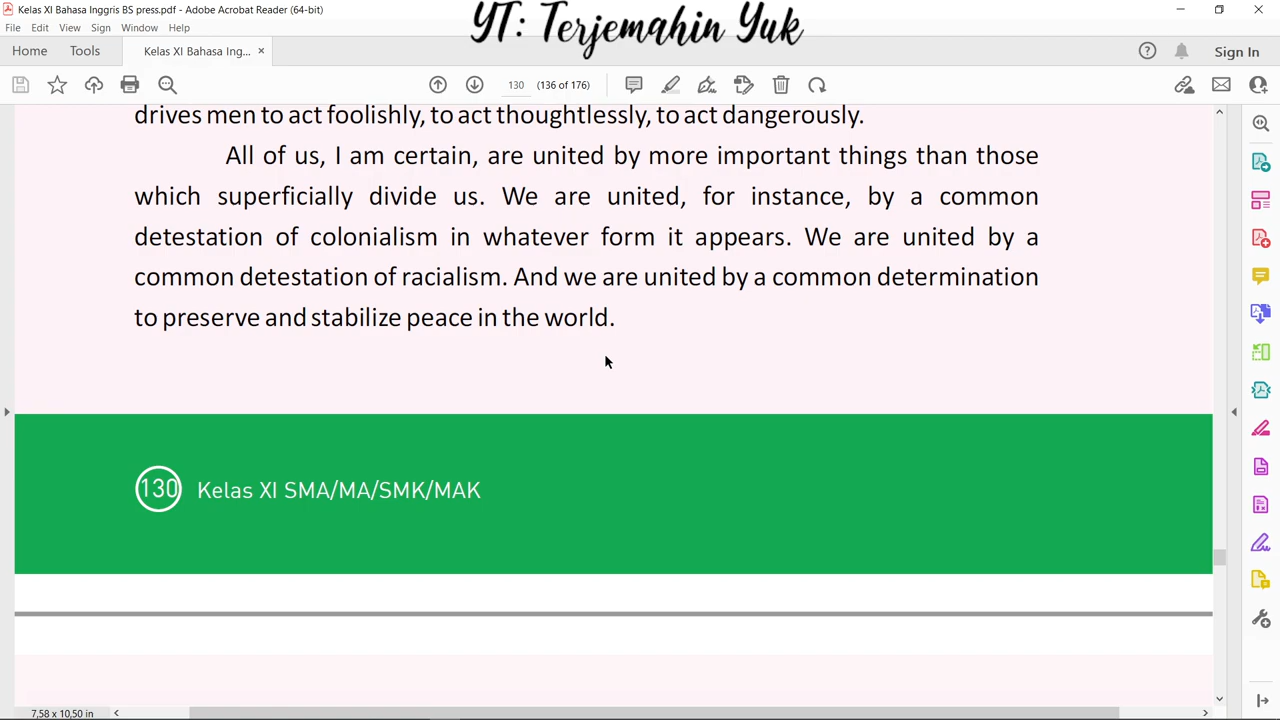 Kelas XI Bahasa Inggris BS press.pdf - Adobe Acrobat Reader (64-bit)
YT: Terjemahin Yuk
File Edit View Sign Window Help
Home Tools Kelas XI Bahasa Ing... × Sign In
130 (136 of 176)
drives men to act foolishly, to act thoughtlessly, to act dangerously.
All of us, I am certain, are united by more important things than those
which superficially divide us. We are united, for instance, by a common
detestation of colonialism in whatever form it appears. We are united by a
common detestation of racialism. And we are united by a common determination
to preserve and stabilize peace in the world.
130 Kelas XI SMA/MA/SMK/MAK
7,58 x 10,50 in